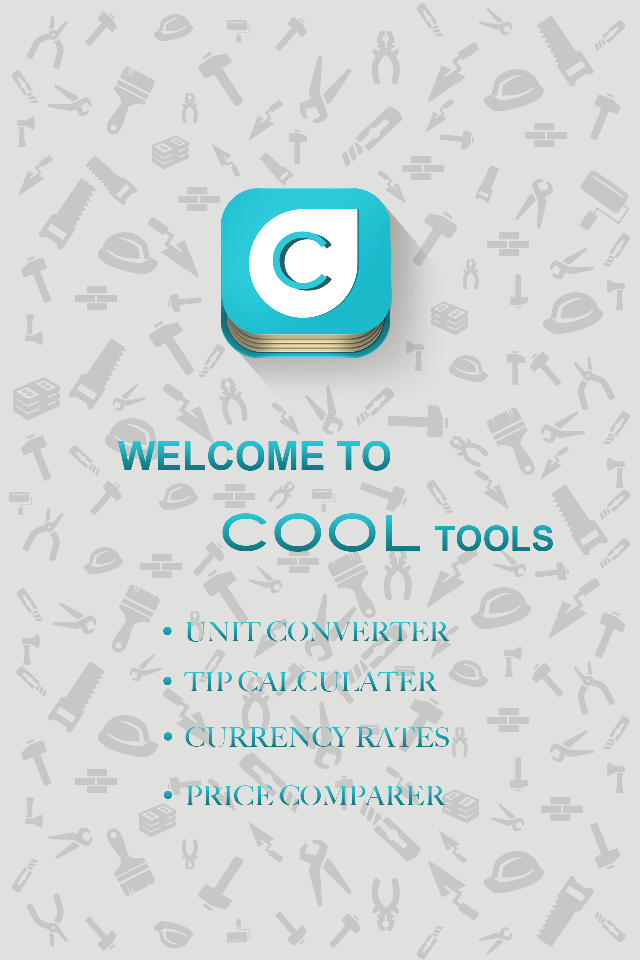 C
WELCOME TO
COOL TOOLS
• UNIT CONVERTER
• TIP CALCULATER
• CURRENCY RATES
• PRICE COMPARER